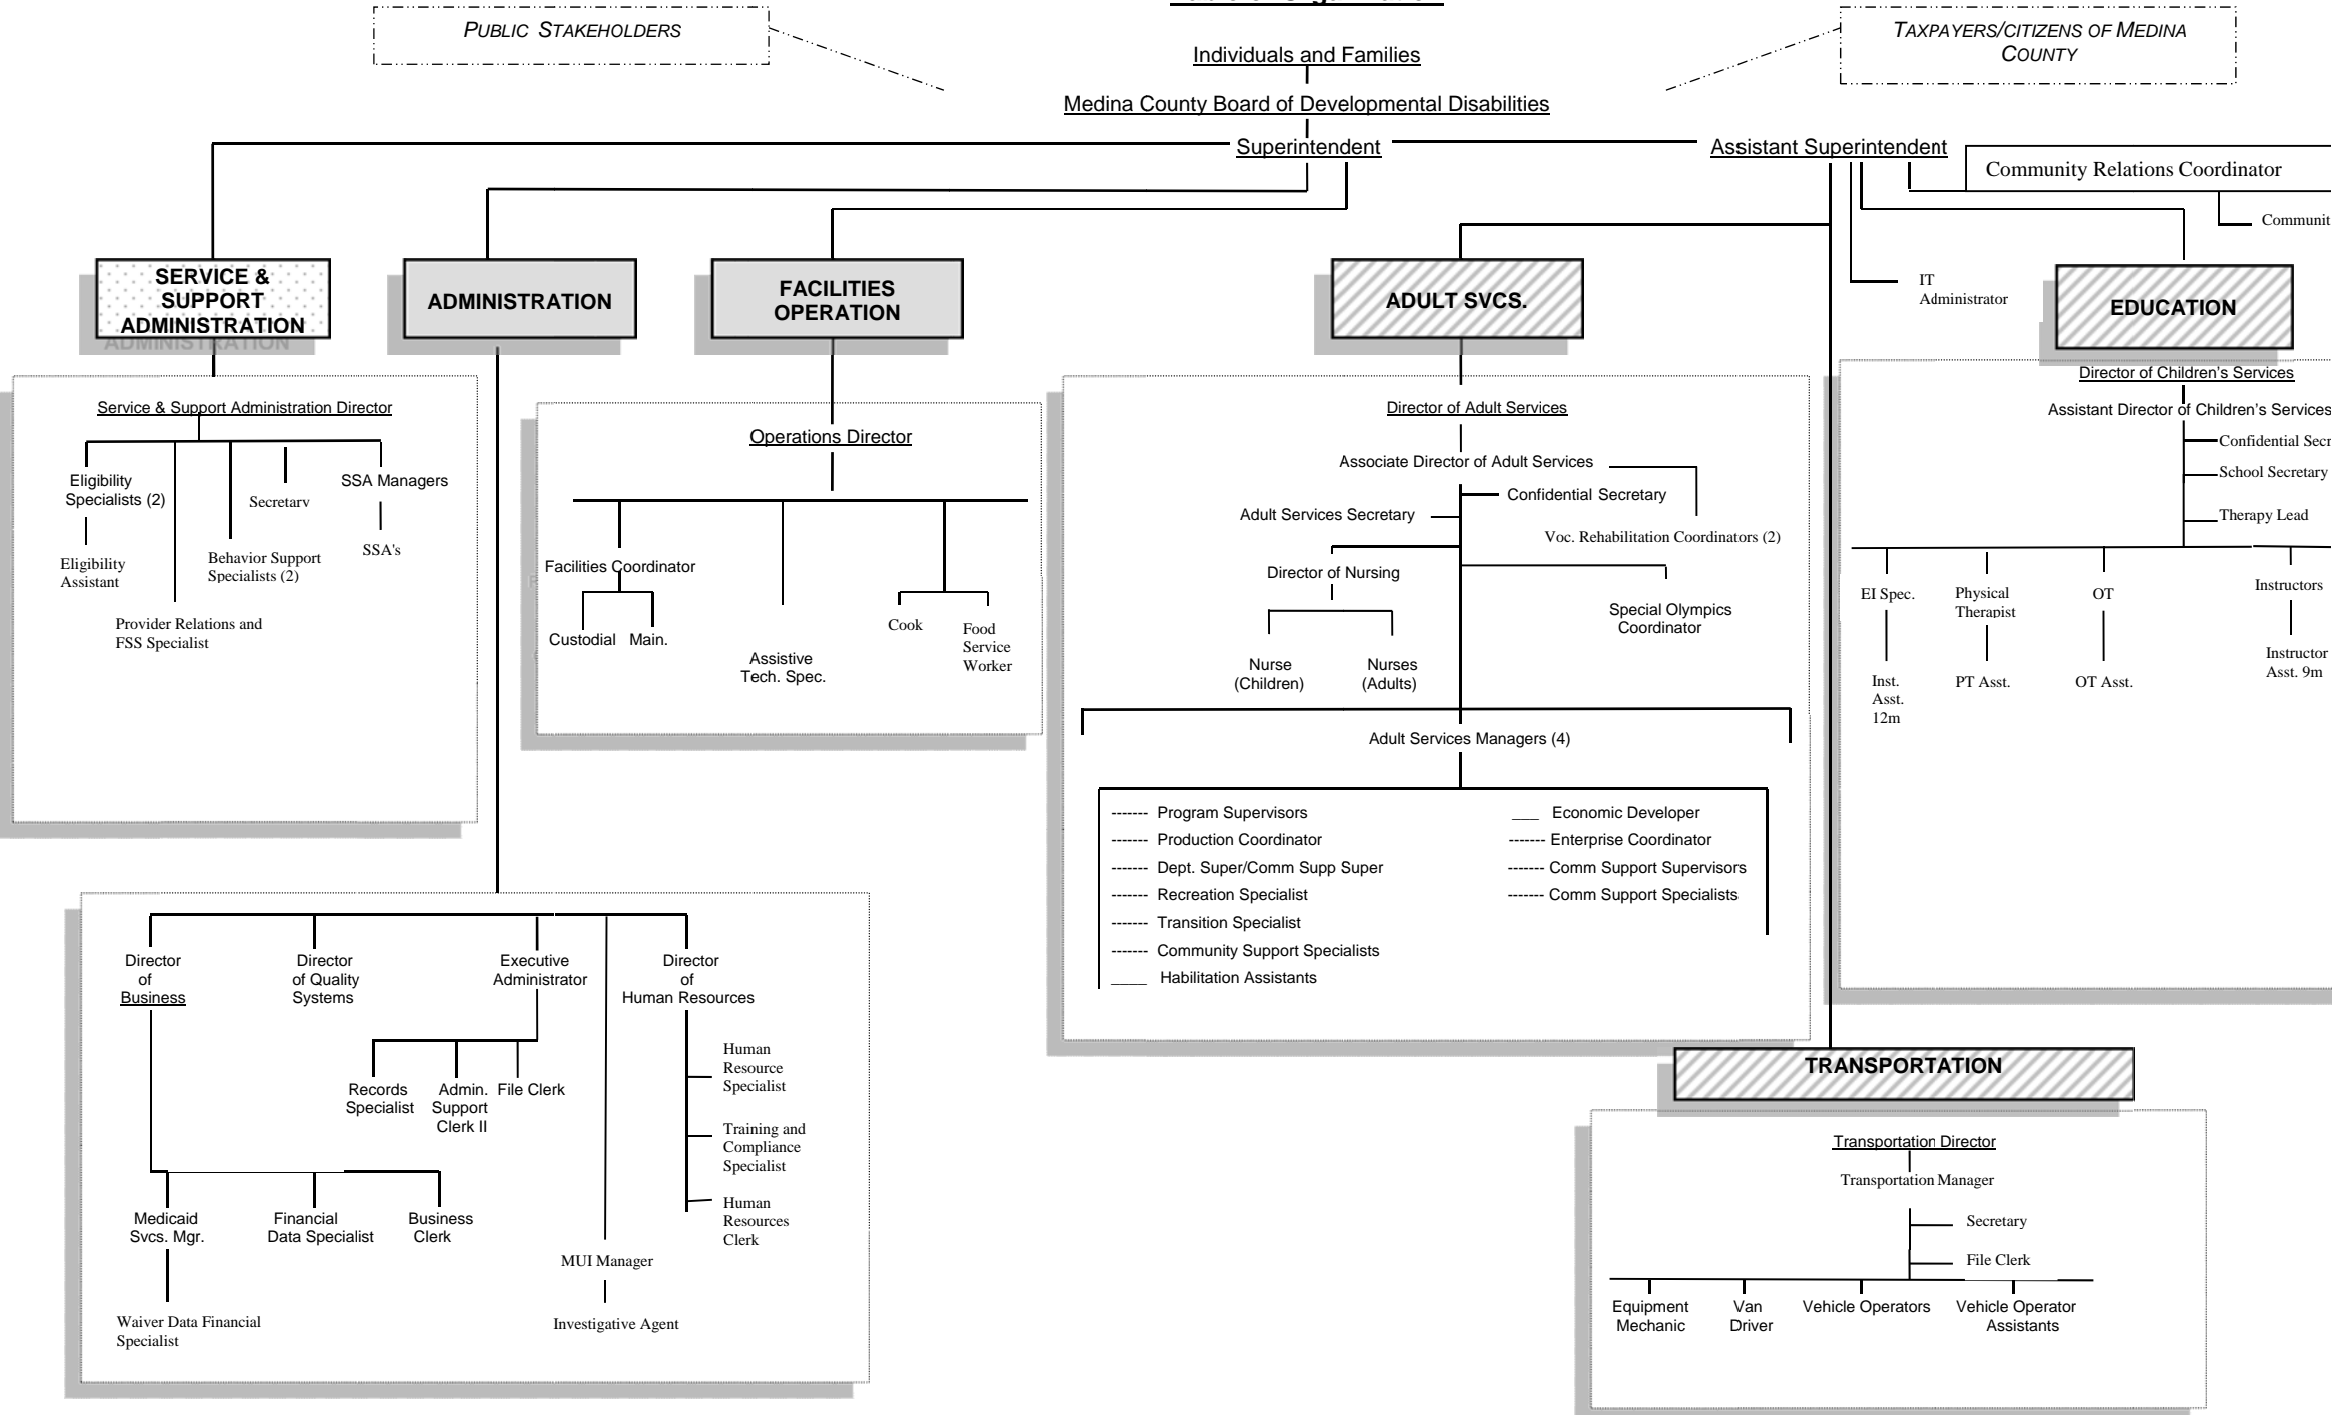 PUBLIC STAKEHOLDERS
TAXPAYERS/CITIZENS OF MEDINA
COUNTY
Individuals and Families
Medina County Board of Developmental Disabilities
Superintendent
Assistant Superintendent
Community Relations Coordinator
Communit
SERVICE &
SUPPORT
ADMINISTRATION
ADMINISTRATION
FACILITIES
OPERATION
ADULT SVCS.
IT
Administrator
EDUCATION
Service & Support Administration Director
Eligibility
Specialists (2)
Eligibility
Assistant
Provider Relations and
FSS Specialist
Behavior Support
Specialists (2)
Secretary
SSA Managers
SSA's
Operations Director
Facilities Coordinator
Custodial
Main.
Assistive
Tech. Spec.
Cook
Food
Service
Worker
Director of Adult Services
Associate Director of Adult Services
Confidential Secretary
Adult Services Secretary
Voc. Rehabilitation Coordinators (2)
Director of Nursing
Special Olympics
Coordinator
Nurse
(Children)
Nurses
(Adults)
Adult Services Managers (4)
------- Program Supervisors
------- Production Coordinator
------- Dept. Super/Comm Supp Super
------- Recreation Specialist
------- Transition Specialist
------- Community Support Specialists
____ Habilitation Assistants
___ Economic Developer
------- Enterprise Coordinator
------- Comm Support Supervisors
------- Comm Support Specialists
Director of Children's Services
Assistant Director of Children's Services
Confidential Secr
School Secretary
Therapy Lead
EI Spec.
Inst.
Asst.
12m
Physical
Therapist
PT Asst.
OT
OT Asst.
Instructors
Instructor
Asst. 9m
Director
of
Business
Director
of Quality
Systems
Executive
Administrator
Director
of
Human Resources
Records
Specialist
Admin.
Support
Clerk II
File Clerk
Human
Resource
Specialist
Training and
Compliance
Specialist
Human
Resources
Clerk
Medicaid
Svcs. Mgr.
Financial
Data Specialist
Business
Clerk
Waiver Data Financial
Specialist
MUI Manager
Investigative Agent
TRANSPORTATION
Transportation Director
Transportation Manager
Secretary
File Clerk
Equipment
Mechanic
Van
Driver
Vehicle Operators
Vehicle Operator
Assistants